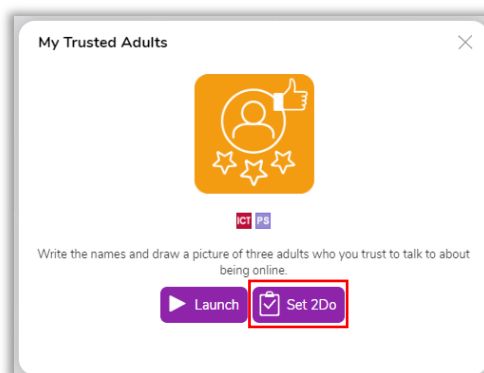 My Trusted Adults
ICT PS
Write the names and draw a picture of three adults who you trust to talk to about
being online.
Launch Set 2Do